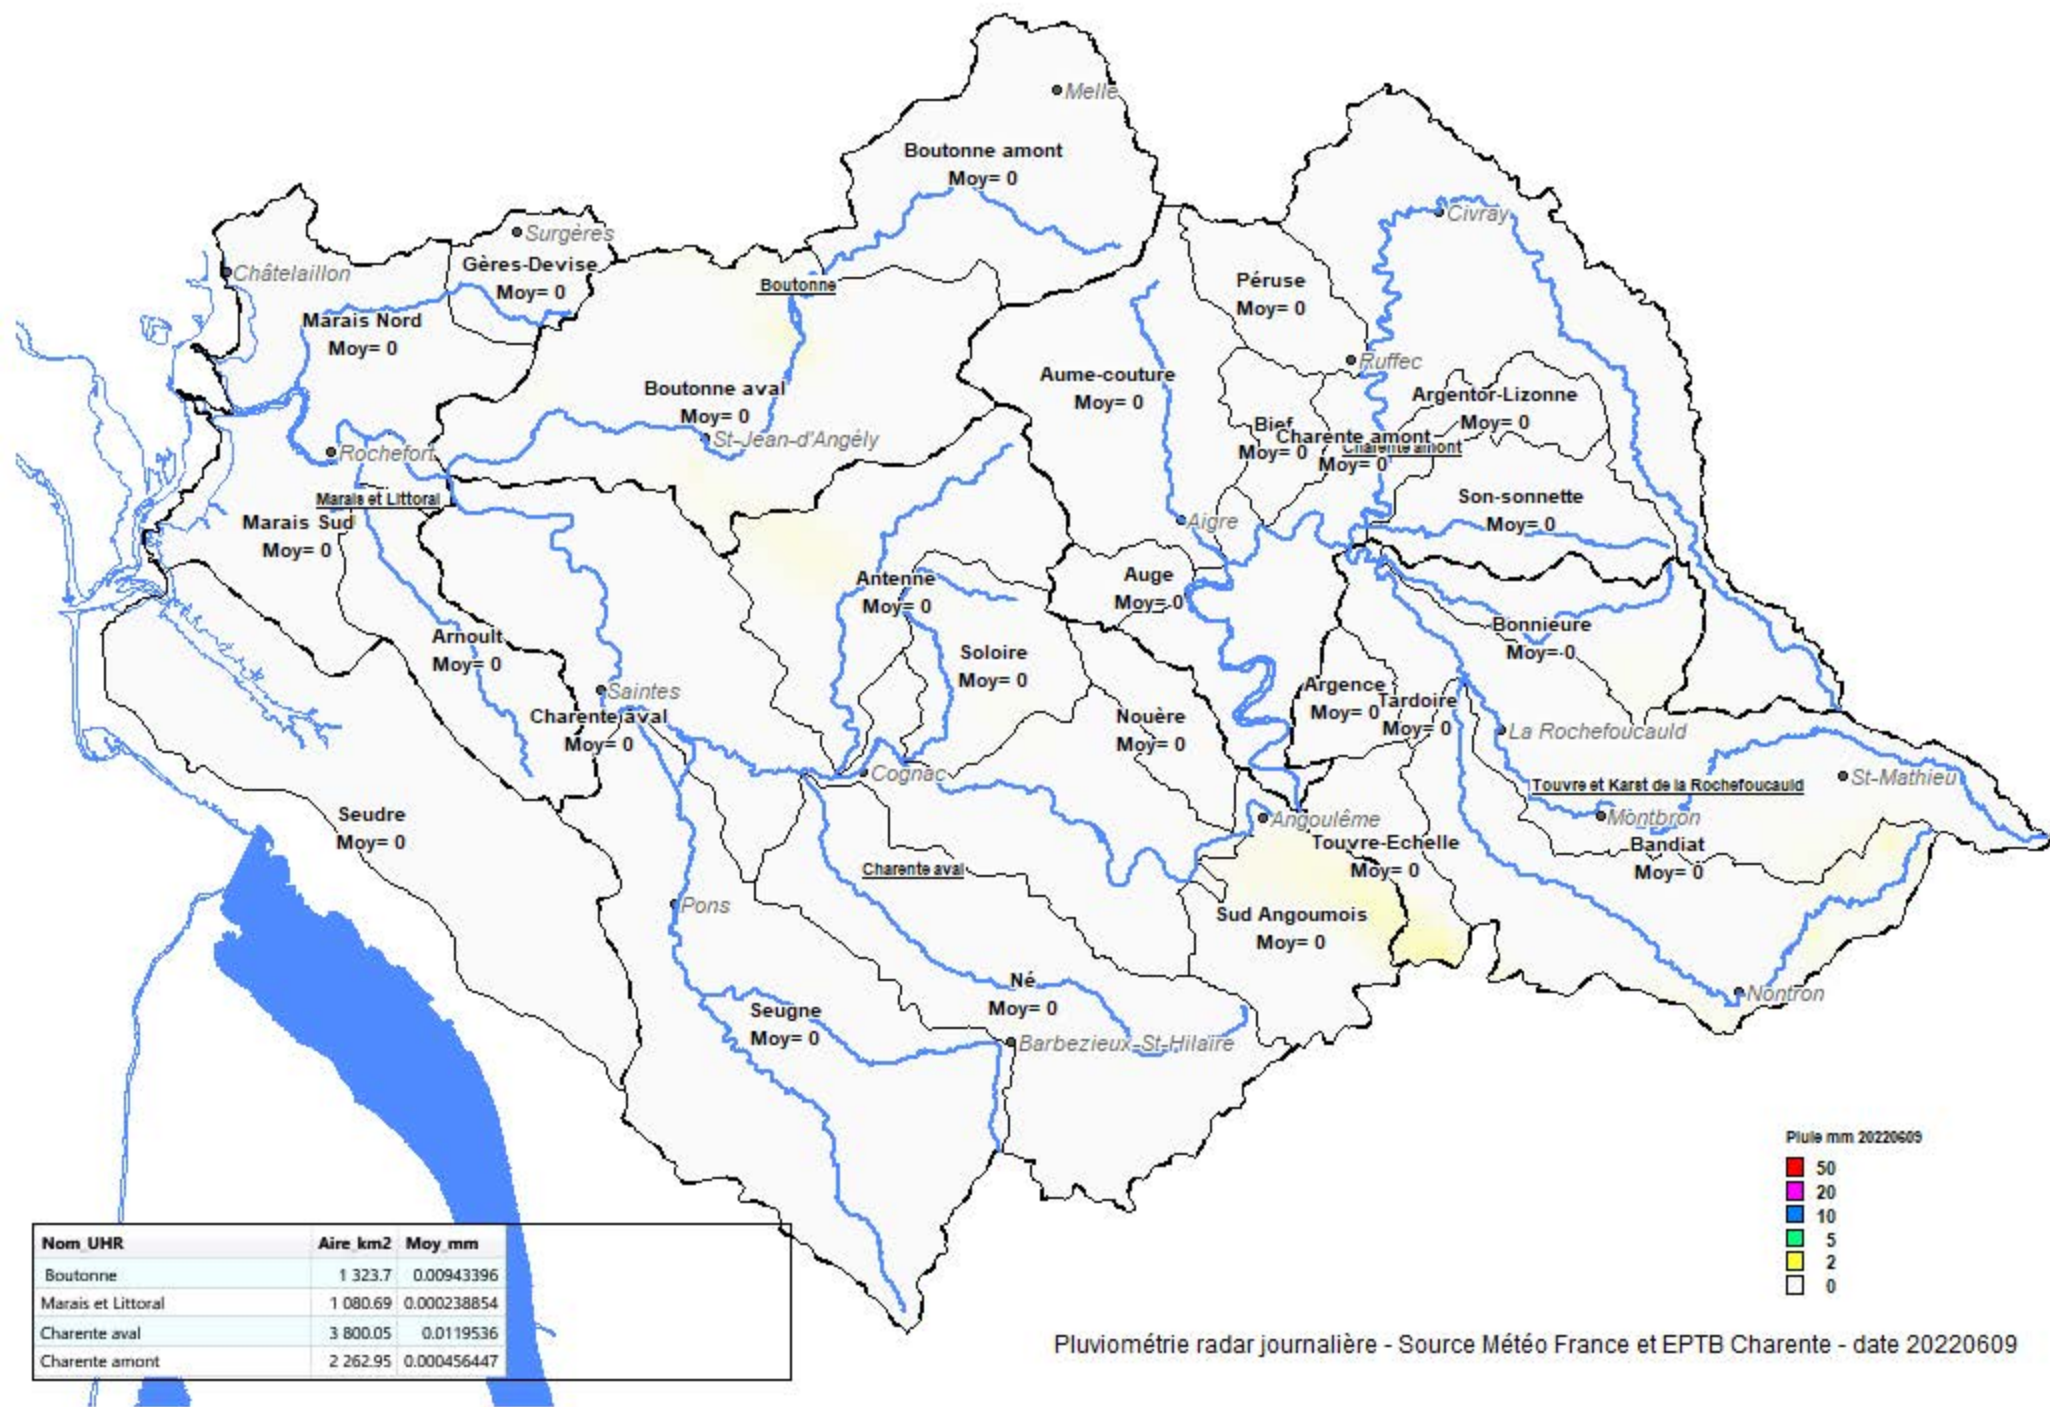 Melle
Boutonne amont
Moy= 0
Civray
Surgères
Châtelaillon
Gères-Devise
Moy= 0
Boutonne
Péruse
Moy= 0
Marais Nord
Moy= 0
Ruffec
Boutonne aval
Moy= 0
Aume-couture
Moy= 0
Argentor-Lizonne
Moy= 0
St-Jean-d'Angély
Bief
Moy= 0
Charente amont
Charente amont
Moy= 0
Rochefort
Marais et Littoral
Son-sonnette
Moy= 0
Marais Sud
Moy= 0
Aigre
Antenne
Moy= 0
Auge
Moy= 0
Arnoult
Moy= 0
Soloire
Moy= 0
Bonnieure
Moy= 0
Saintes
Charente aval
Moy= 0
Nouère
Moy= 0
Argence
Moy= 0
Tardoire
Moy= 0
La Rochefoucauld
Cognac
Touvre et Karst de la Rochefoucauld
St-Mathieu
Seudre
Moy= 0
Angoulême
Montbron
Touvre-Echelle
Moy= 0
Bandiat
Moy= 0
Charente aval
Pons
Sud Angoumois
Moy= 0
Né
Moy= 0
Nontron
Seugne
Moy= 0
Barbezieux-St-Hilaire
Pluie mm 20220609
50
20
10
5
2
0
Nom_UHR Aire_km2 Moy_mm
Boutonne 1 323.7 0.00943396
Marais et Littoral 1 080.69 0.000238854
Charente aval 3 800.05 0.0119536
Charente amont 2 262.95 0.000456447
Pluviométrie radar journalière - Source Météo France et EPTB Charente - date 20220609